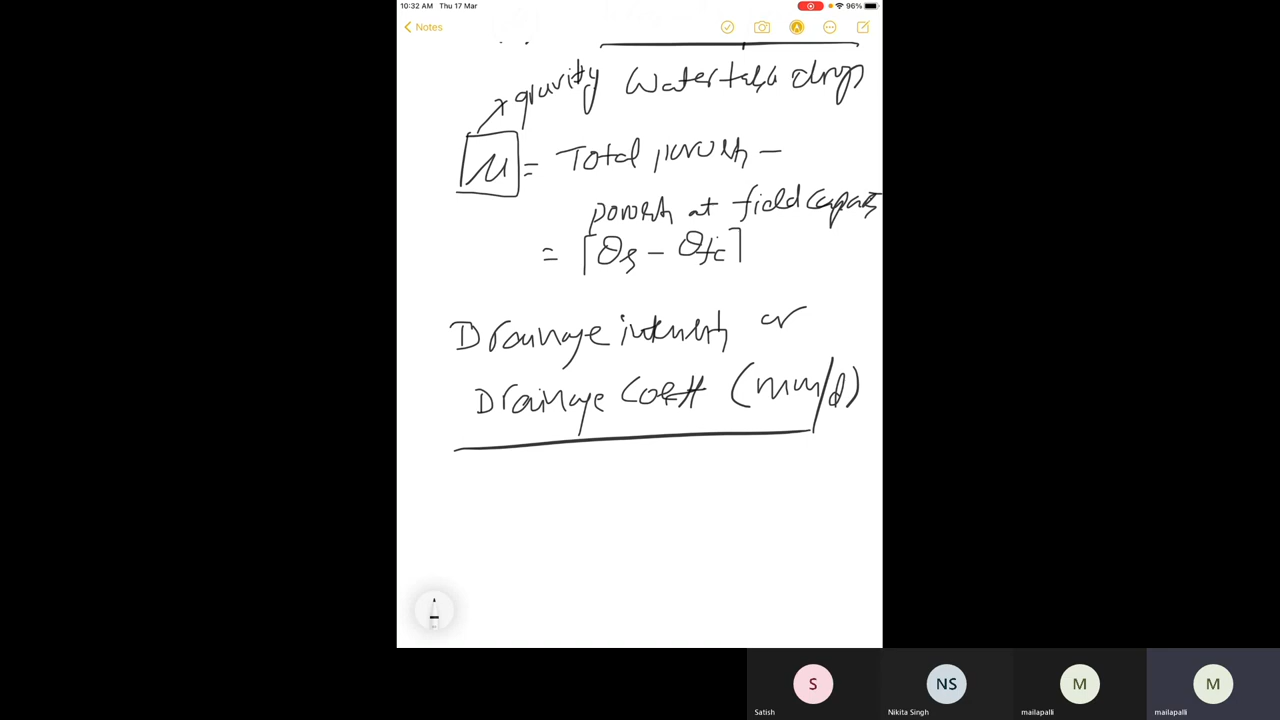 10:32 AM Thu 17 Mar
96%
Notes
gravity Watertable drops
μ = Total porosity -
porosity at field capacity
= [θs - θfc]
Drainage intensity or
Drainage Coeff (mm/d)
S
NS
M
M
Satish
Nikita Singh
mailapalli
mailapalli